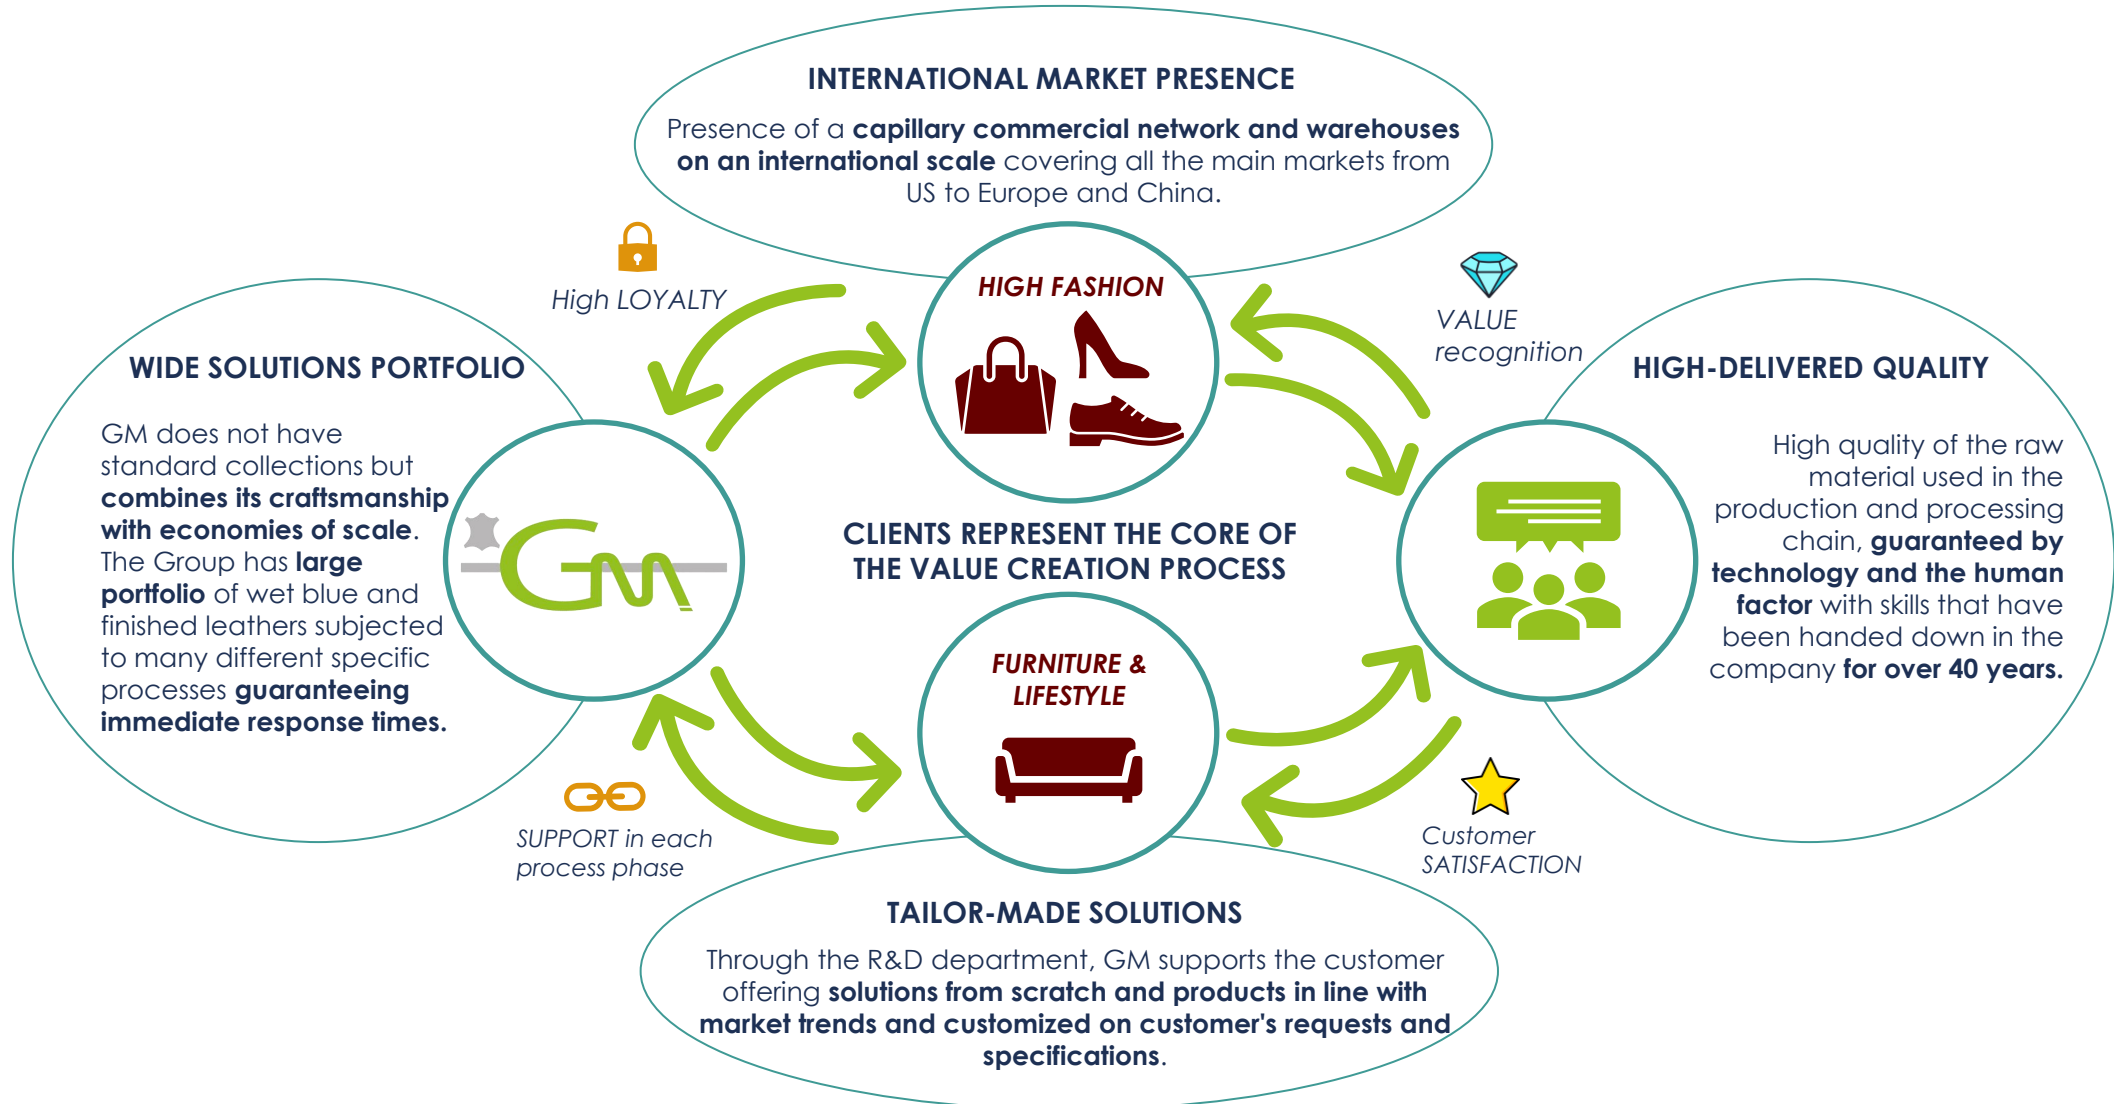 INTERNATIONAL MARKET PRESENCE
Presence of a capillary commercial network and warehouses
on an international scale covering all the main markets from
US to Europe and China.
High LOYALTY
HIGH FASHION
VALUE
recognition
WIDE SOLUTIONS PORTFOLIO
GM does not have
standard collections but
combines its craftsmanship
with economies of scale.
The Group has large
portfolio of wet blue and
finished leathers subjected
to many different specific
processes guaranteeing
immediate response times.
GM
CLIENTS REPRESENT THE CORE OF
THE VALUE CREATION PROCESS
HIGH-DELIVERED QUALITY
High quality of the raw
material used in the
production and processing
chain, guaranteed by
technology and the human
factor with skills that have
been handed down in the
company for over 40 years.
FURNITURE &
LIFESTYLE
SUPPORT in each
process phase
Customer
SATISFACTION
TAILOR-MADE SOLUTIONS
Through the R&D department, GM supports the customer
offering solutions from scratch and products in line with
market trends and customized on customer's requests and
specifications.